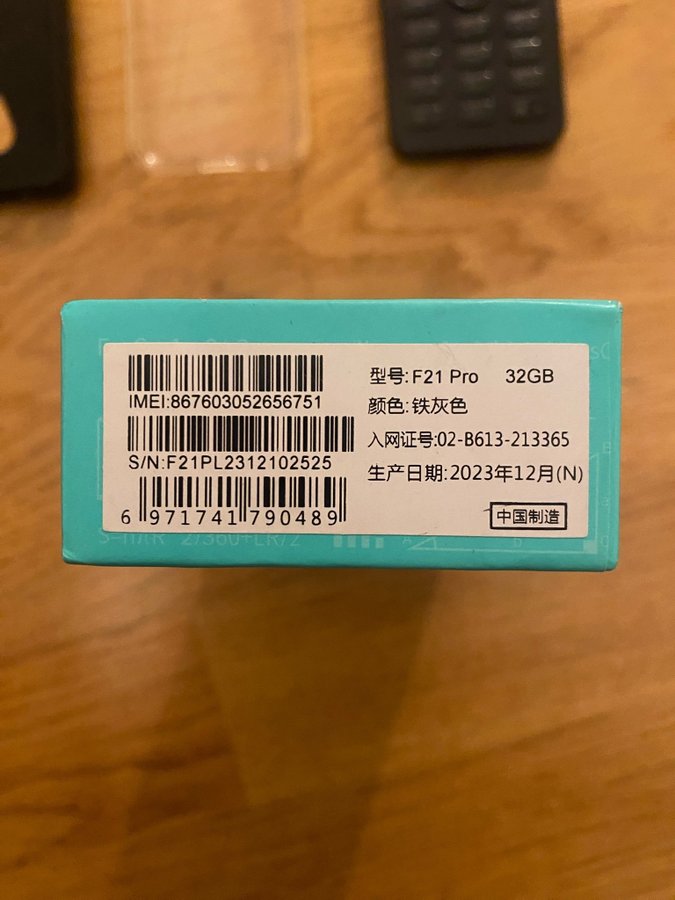 IMEI:867603052656751
S/N:F21PL2312102525
6 971741 790489
型号:F21 Pro 32GB
颜色:铁灰色
入网证号:02-B613-213365
生产日期:2023年12月(N)
中国制造